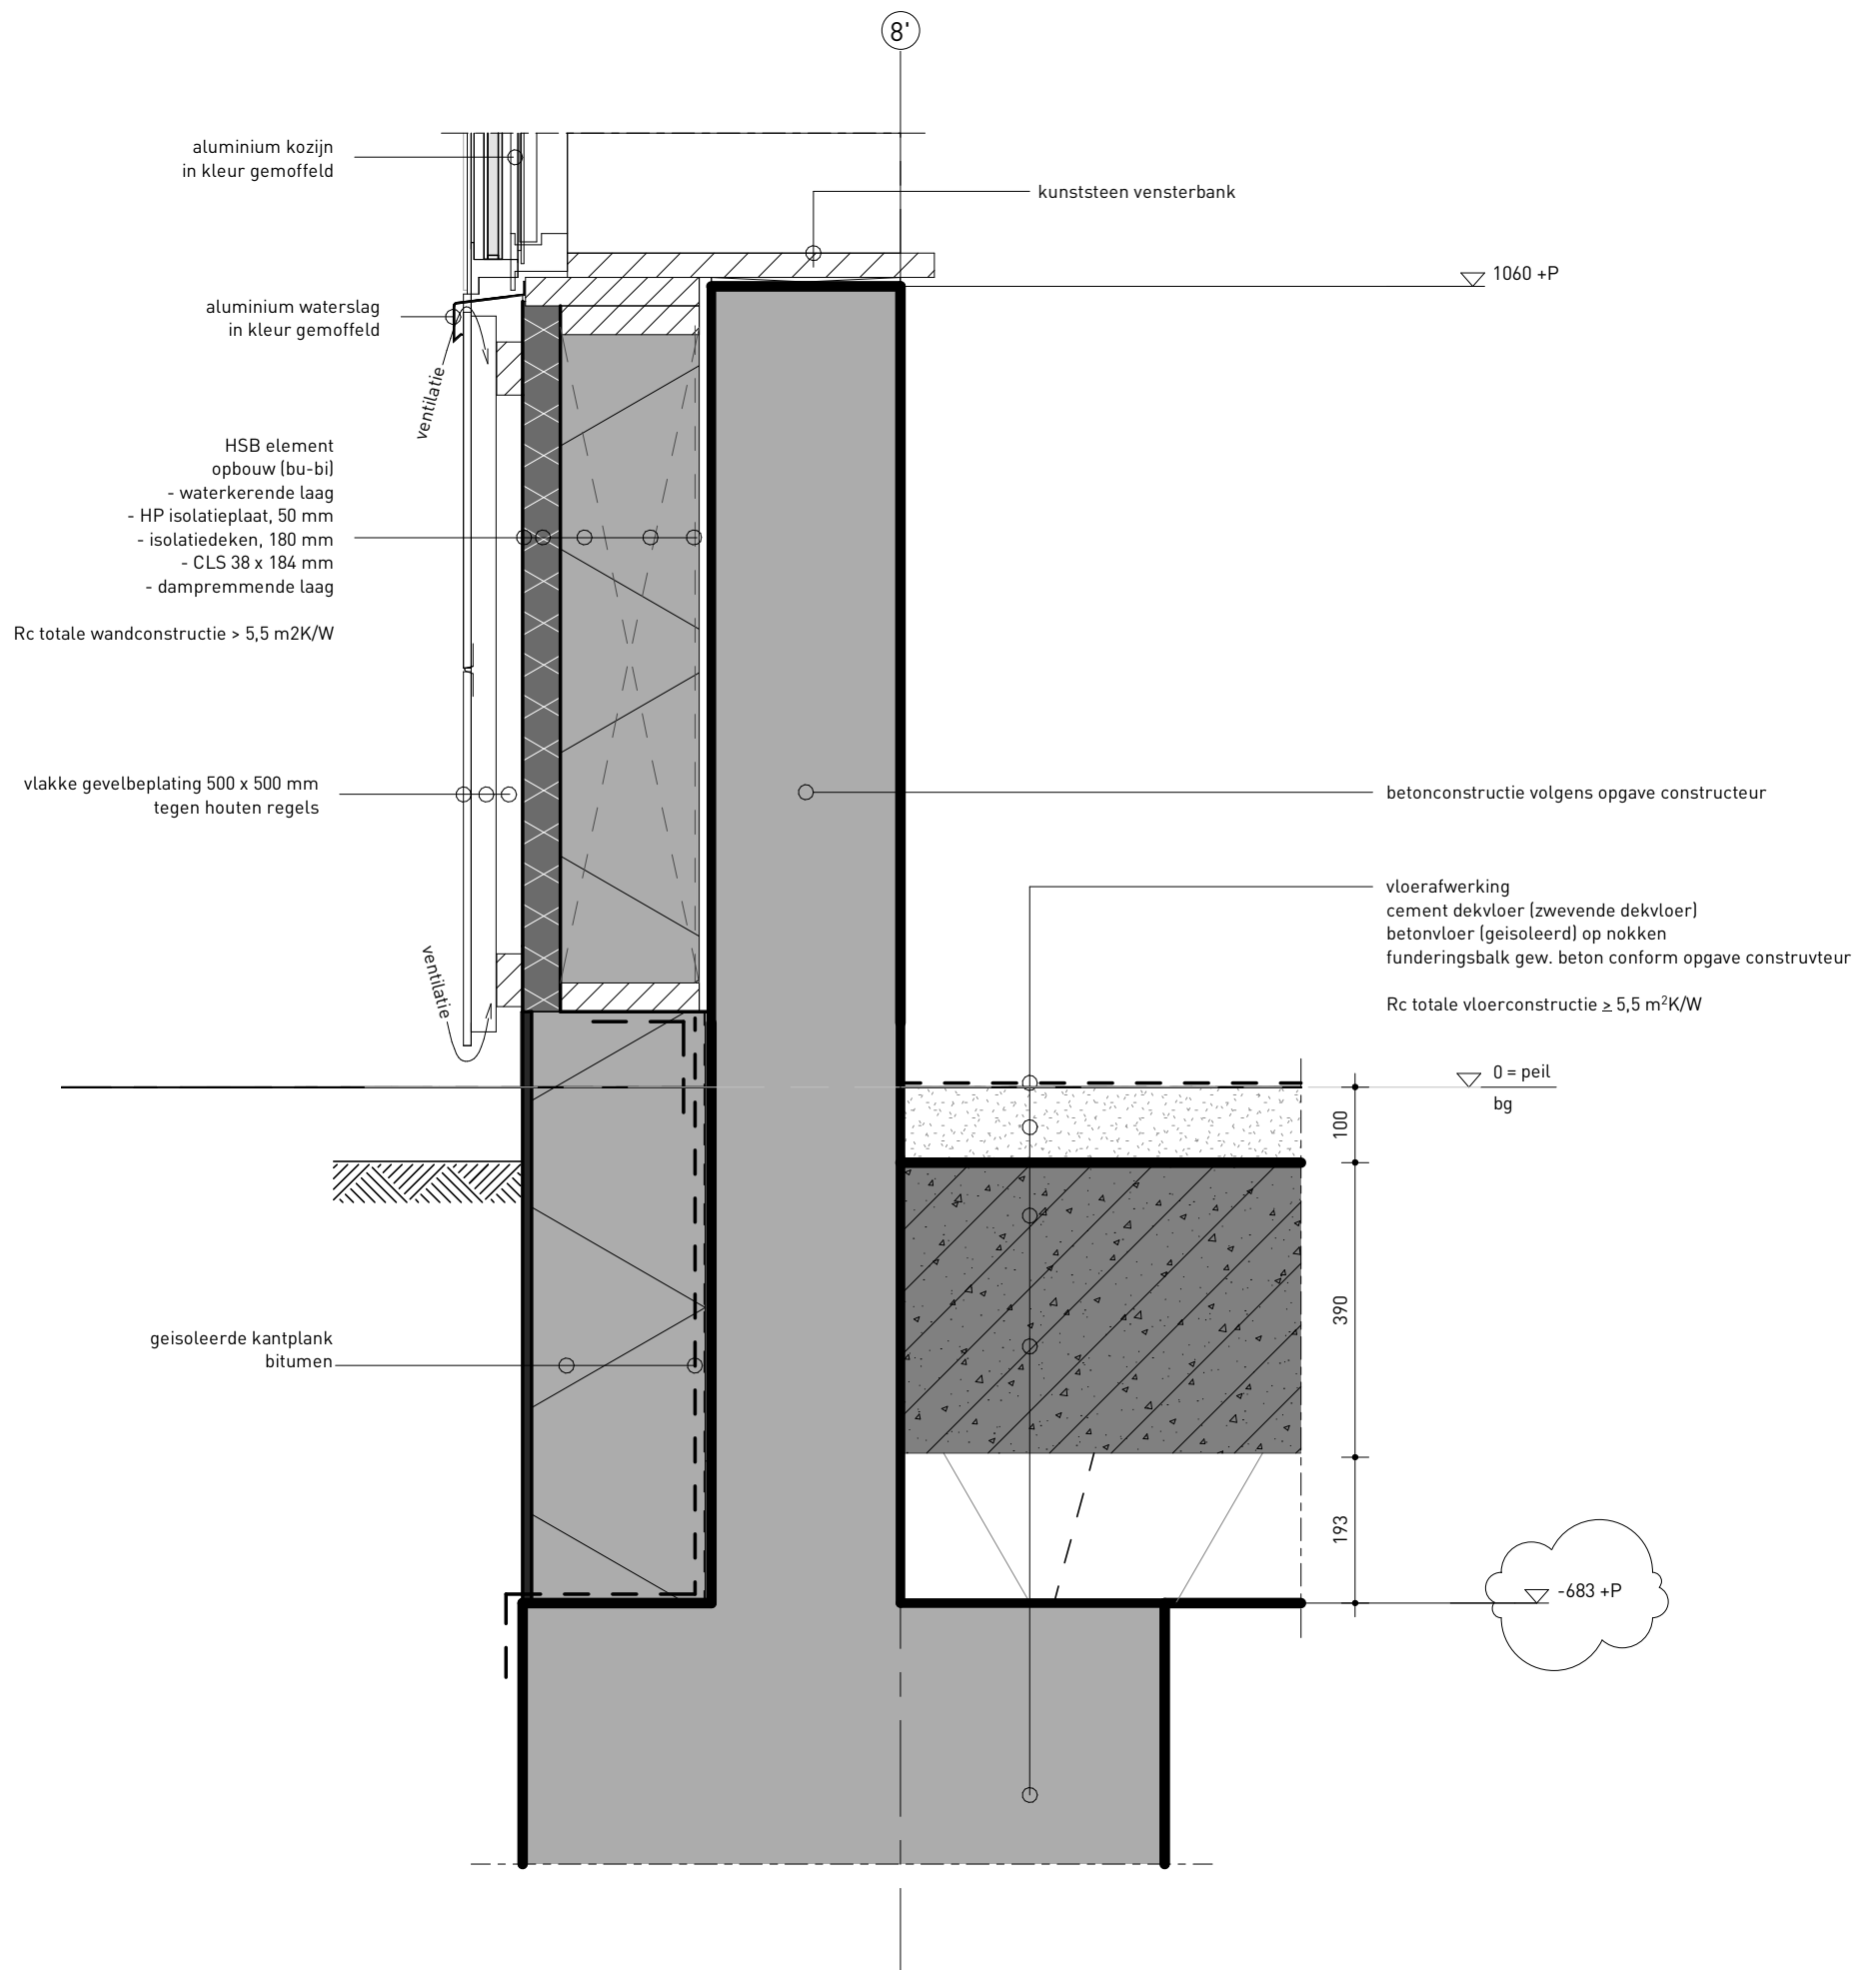 8'
aluminium kozijn
in kleur gemoffeld
kunststeen vensterbank
1060 +P
aluminium waterslag
in kleur gemoffeld
ventilatie
HSB element
opbouw (bu-bi)
- waterkerende laag
- HP isolatieplaat, 50 mm
- isolatiedeken, 180 mm
- CLS 38 x 184 mm
- dampremmende laag
Rc totale wandconstructie > 5,5 m2K/W
vlakke gevelbeplating 500 x 500 mm
tegen houten regels
betonconstructie volgens opgave constructeur
vloerafwerking
cement dekvloer (zwevende dekvloer)
betonvloer (geisoleerd) op nokken
funderingsbalk gew. beton conform opgave construvteur
Rc totale vloerconstructie ≥ 5,5 m²K/W
ventilatie
0 = peil
bg
100
390
geisoleerde kantplank
bitumen
193
-683 +P